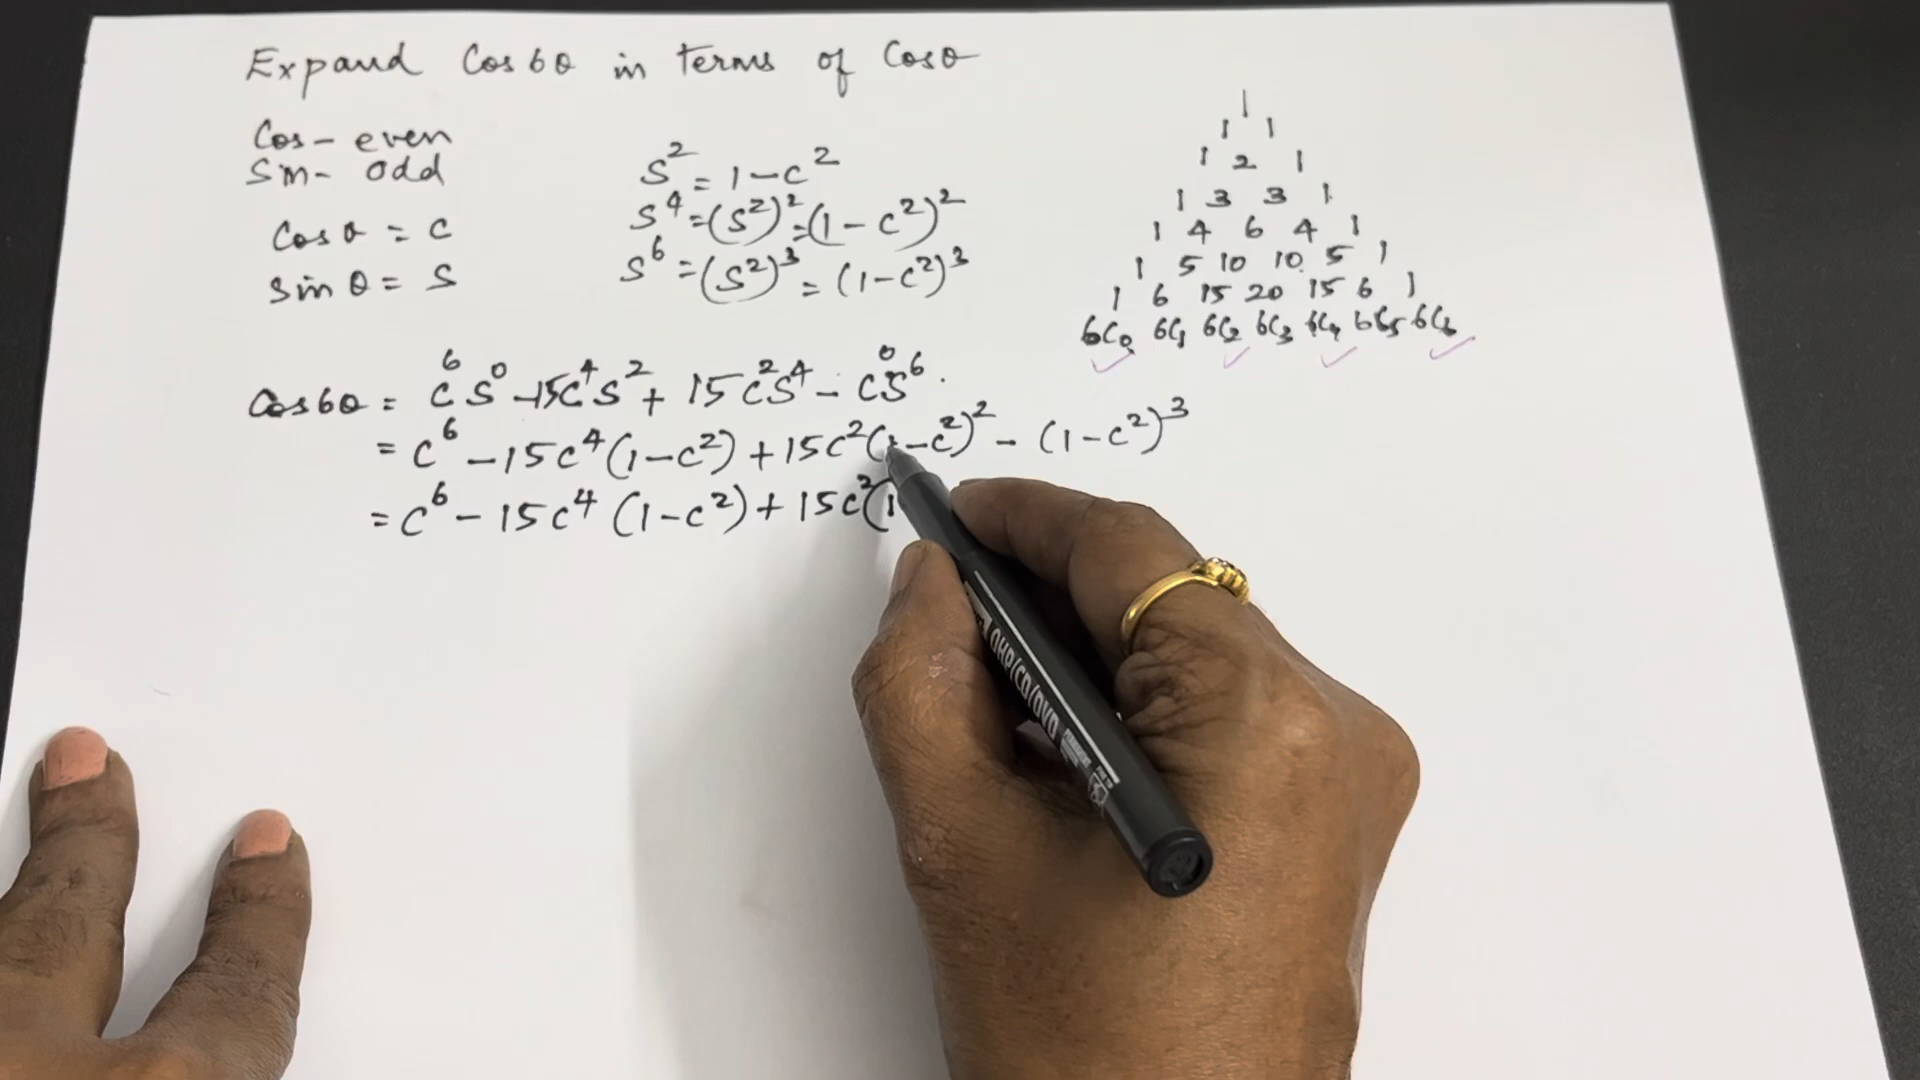 Expand Cos6θ in terms of Cosθ
Cos - even
Sin - odd
Cosθ = c
Sinθ = s
s² = 1-c²
s⁴ = (s²)² = (1-c²)²
s⁶ = (s²)³ = (1-c²)³
1
1 1
1 2 1
1 3 3 1
1 4 6 4 1
1 5 10 10 5 1
1 6 15 20 15 6 1
6C₀ 6C₁ 6C₂ 6C₃ 6C₄ 6C₅ 6C₆
Cos6θ = c⁶s⁰ - 15c⁴s² + 15c²s⁴ - c⁰s⁶.
= c⁶ - 15c⁴(1-c²) + 15c²(1-c²)² - (1-c²)³
= c⁶ - 15c⁴ (1-c²) + 15c²(1
OHP/CD/DVD